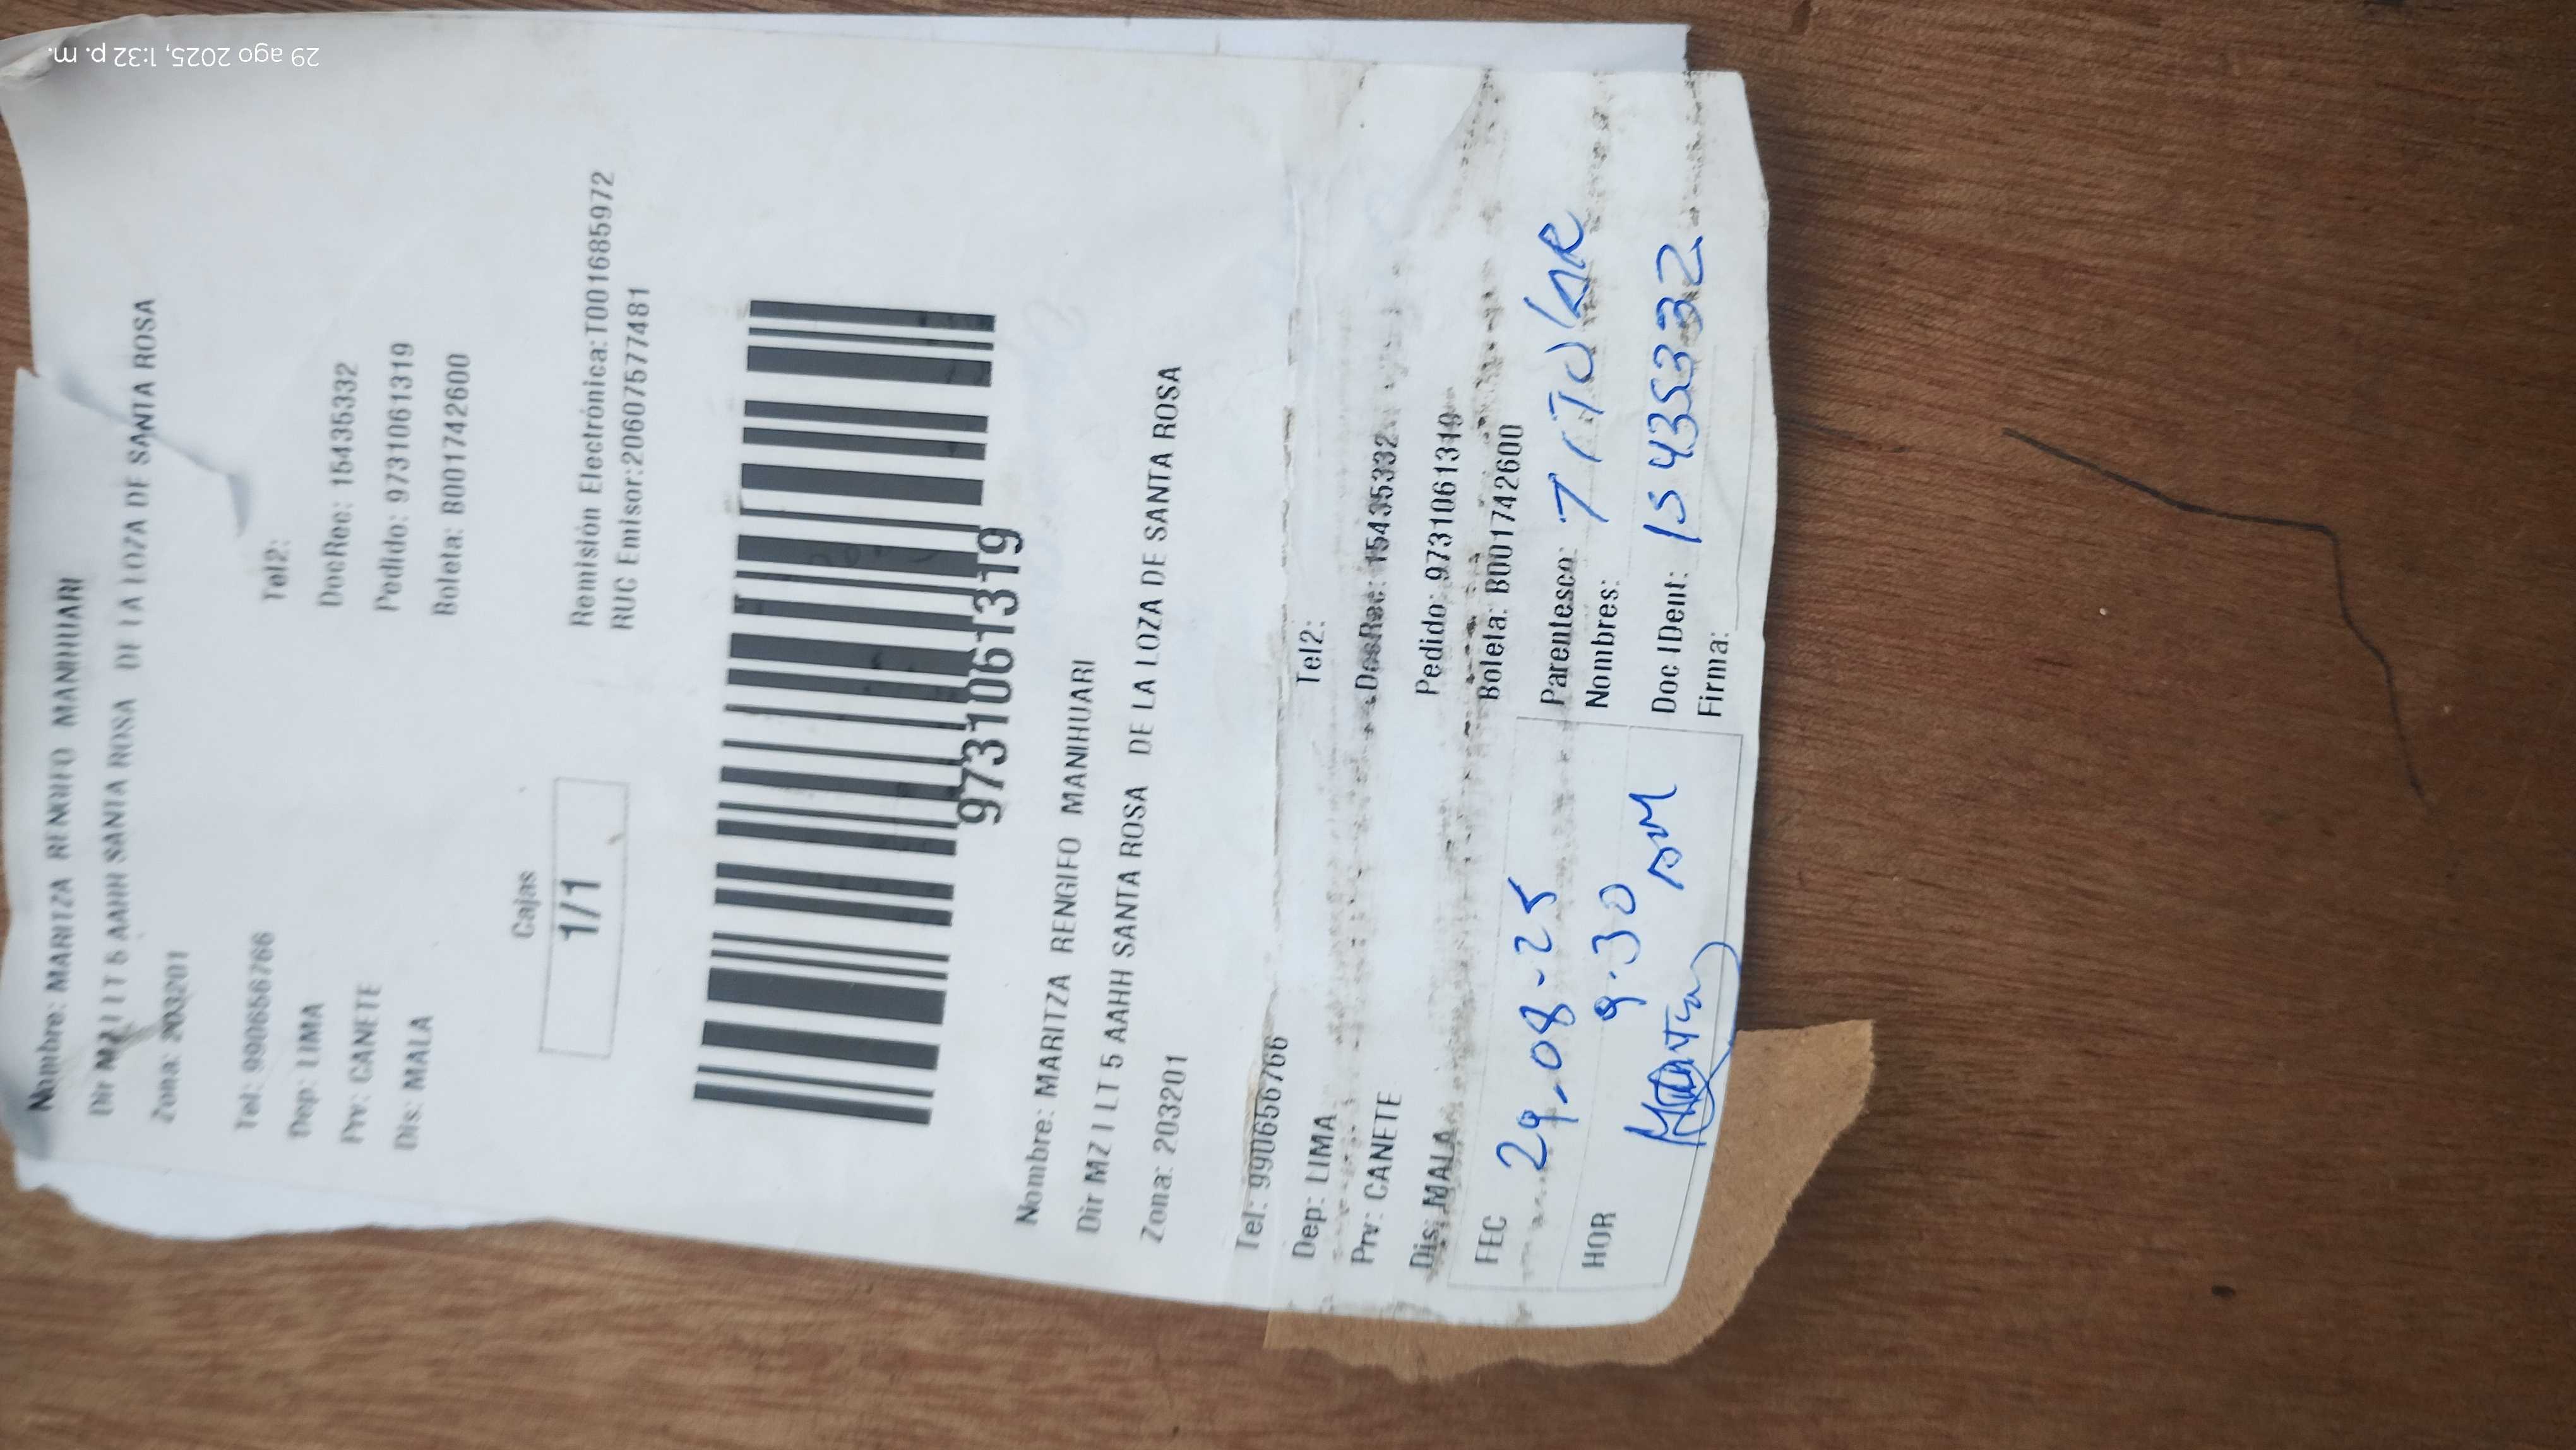 29 ago 2025, 1:32 p. m.
Nombre: MARITZA RENGIFO MANIHUARI
Dir MZ I LT 5 AAHH SANTA ROSA DE LA LOZA DE SANTA ROSA
Zona: 203201
Tel: 990656766 Tel2:
Dep: LIMA DocRec: 15435332
Prv: CANETE Pedido: 9731061319
Dis: MALA Boleta: B001742600
Cajas
1/1
Remisión Electrónica: T001685972
RUC Emisor:20607577481
9731061319
Nombre: MARITZA RENGIFO MANIHUARI
Dir MZ I LT 5 AAHH SANTA ROSA DE LA LOZA DE SANTA ROSA
Zona: 203201
Tel: 990656766 Tel2:
Dep: LIMA DocRec: 15435332
Prv: CANETE Pedido: 9731061319
Dis: MALA Boleta: B001742600
FEC 29.08-25 Parentesco: TITULAR
HOR 9.30 AM Nombres:
Doc IDent: 15435332
Firma: